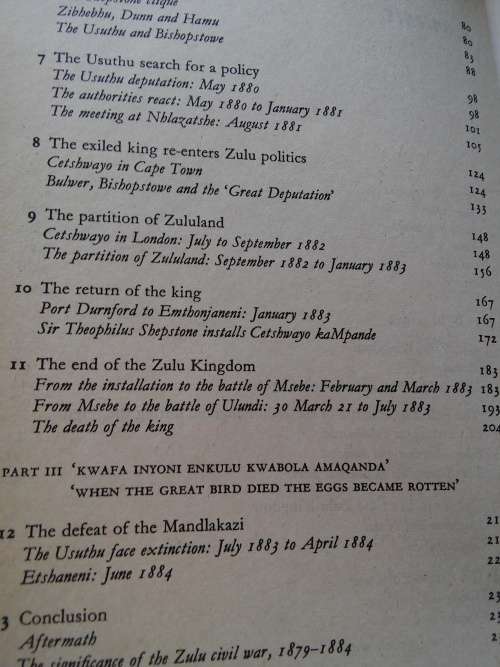 clique
Zibhebhu, Dunn and Hamu 80
The Usuthu and Bishopstowe 80
83
7 The Usuthu search for a policy 88
The Usuthu deputation: May 1880
The authorities react: May 1880 to January 1881 98
The meeting at Nhlazatshe: August 1881 98
101
8 The exiled king re-enters Zulu politics 105
Cetshwayo in Cape Town 124
Bulwer, Bishopstowe and the ‘Great Deputation’ 124
133
9 The partition of Zululand
Cetshwayo in London: July to September 1882 148
The partition of Zululand: September 1882 to January 1883 148
156
10 The return of the king
Port Durnford to Emthonjaneni: January 1883 167
Sir Theophilus Shepstone installs Cetshwayo kaMpande 167
172
11 The end of the Zulu Kingdom 183
From the installation to the battle of Msebe: February and March 1883 183
From Msebe to the battle of Ulundi: 30 March 21 to July 1883 193
The death of the king 204
PART III ‘KWAFA INYONI ENKULU KWABOLA AMAQANDA’
‘WHEN THE GREAT BIRD DIED THE EGGS BECAME ROTTEN’
12 The defeat of the Mandlakazi 21
The Usuthu face extinction: July 1883 to April 1884 21
Etshaneni: June 1884 22
3 Conclusion 23
Aftermath 23
The significance of the Zulu civil war, 1879–1884